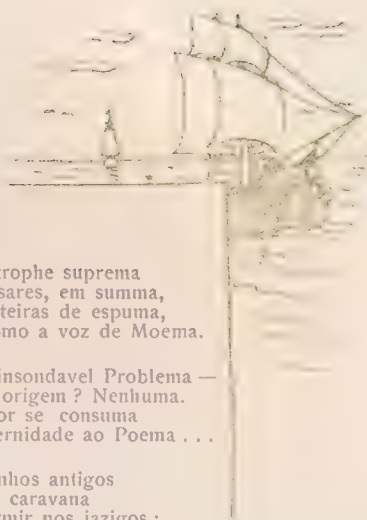 trophe suprema
sares, em summa,
teiras de espuma,
mo a voz de Moema.
insondavel Problema —
origem ? Nenhuma.
or se consuma
ernidade ao Poema . . .
nhos antigos
caravana
mir nos jazigos ;